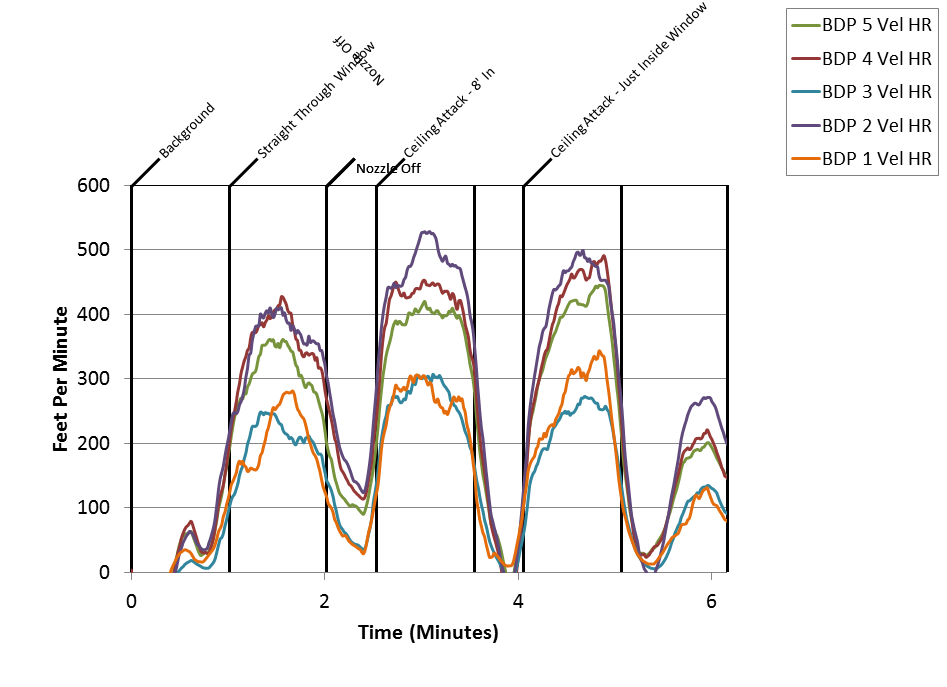 BDP 5 Vel HR
BDP 4 Vel HR
BDP 3 Vel HR
BDP 2 Vel HR
BDP 1 Vel HR
Background
Straight Through Window
Nozzle Off
Nozzle Off
Ceiling Attack - 8' In
Ceiling Attack - Just Inside Window
600
500
400
300
200
100
0
Feet Per Minute
0 2 4 6
Time (Minutes)